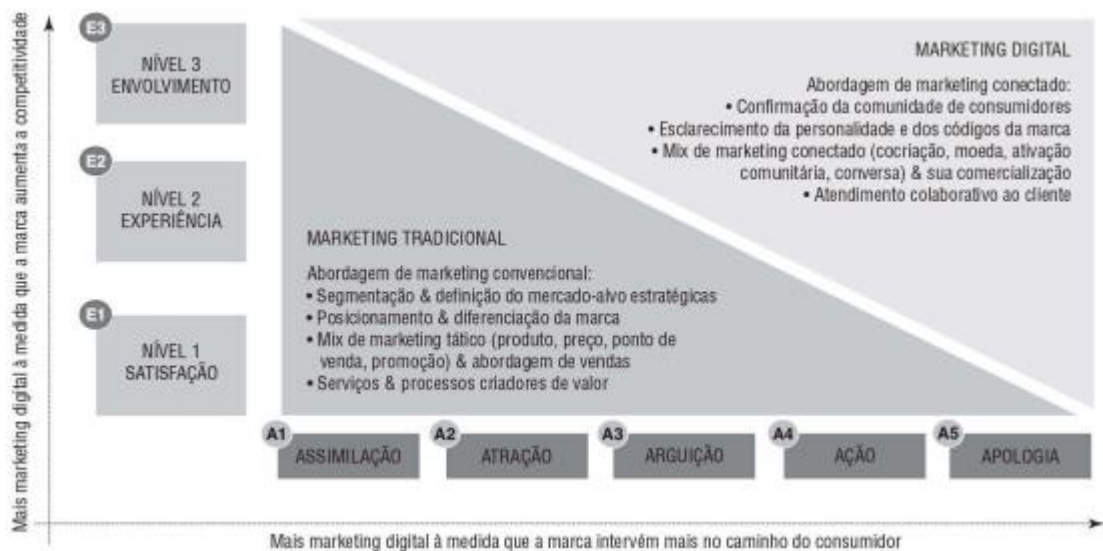 Mais marketing digital à medida que a marca aumenta a competitividade
E3
NÍVEL 3
ENVOLVIMENTO
E2
NÍVEL 2
EXPERIÊNCIA
E1
NÍVEL 1
SATISFAÇÃO
MARKETING DIGITAL
Abordagem de marketing conectado:
• Confirmação da comunidade de consumidores
• Esclarecimento da personalidade e dos códigos da marca
• Mix de marketing conectado (cocriação, moeda, ativação
comunitária, conversa) & sua comercialização
• Atendimento colaborativo ao cliente
MARKETING TRADICIONAL
Abordagem de marketing convencional:
• Segmentação & definição do mercado-alvo estratégicas
• Posicionamento & diferenciação da marca
• Mix de marketing tático (produto, preço, ponto de
venda, promoção) & abordagem de vendas
• Serviços & processos criadores de valor
A1
ASSIMILAÇÃO
A2
ATRAÇÃO
A3
ARGUIÇÃO
A4
AÇÃO
A5
APOLOGIA
Mais marketing digital à medida que a marca intervém mais no caminho do consumidor